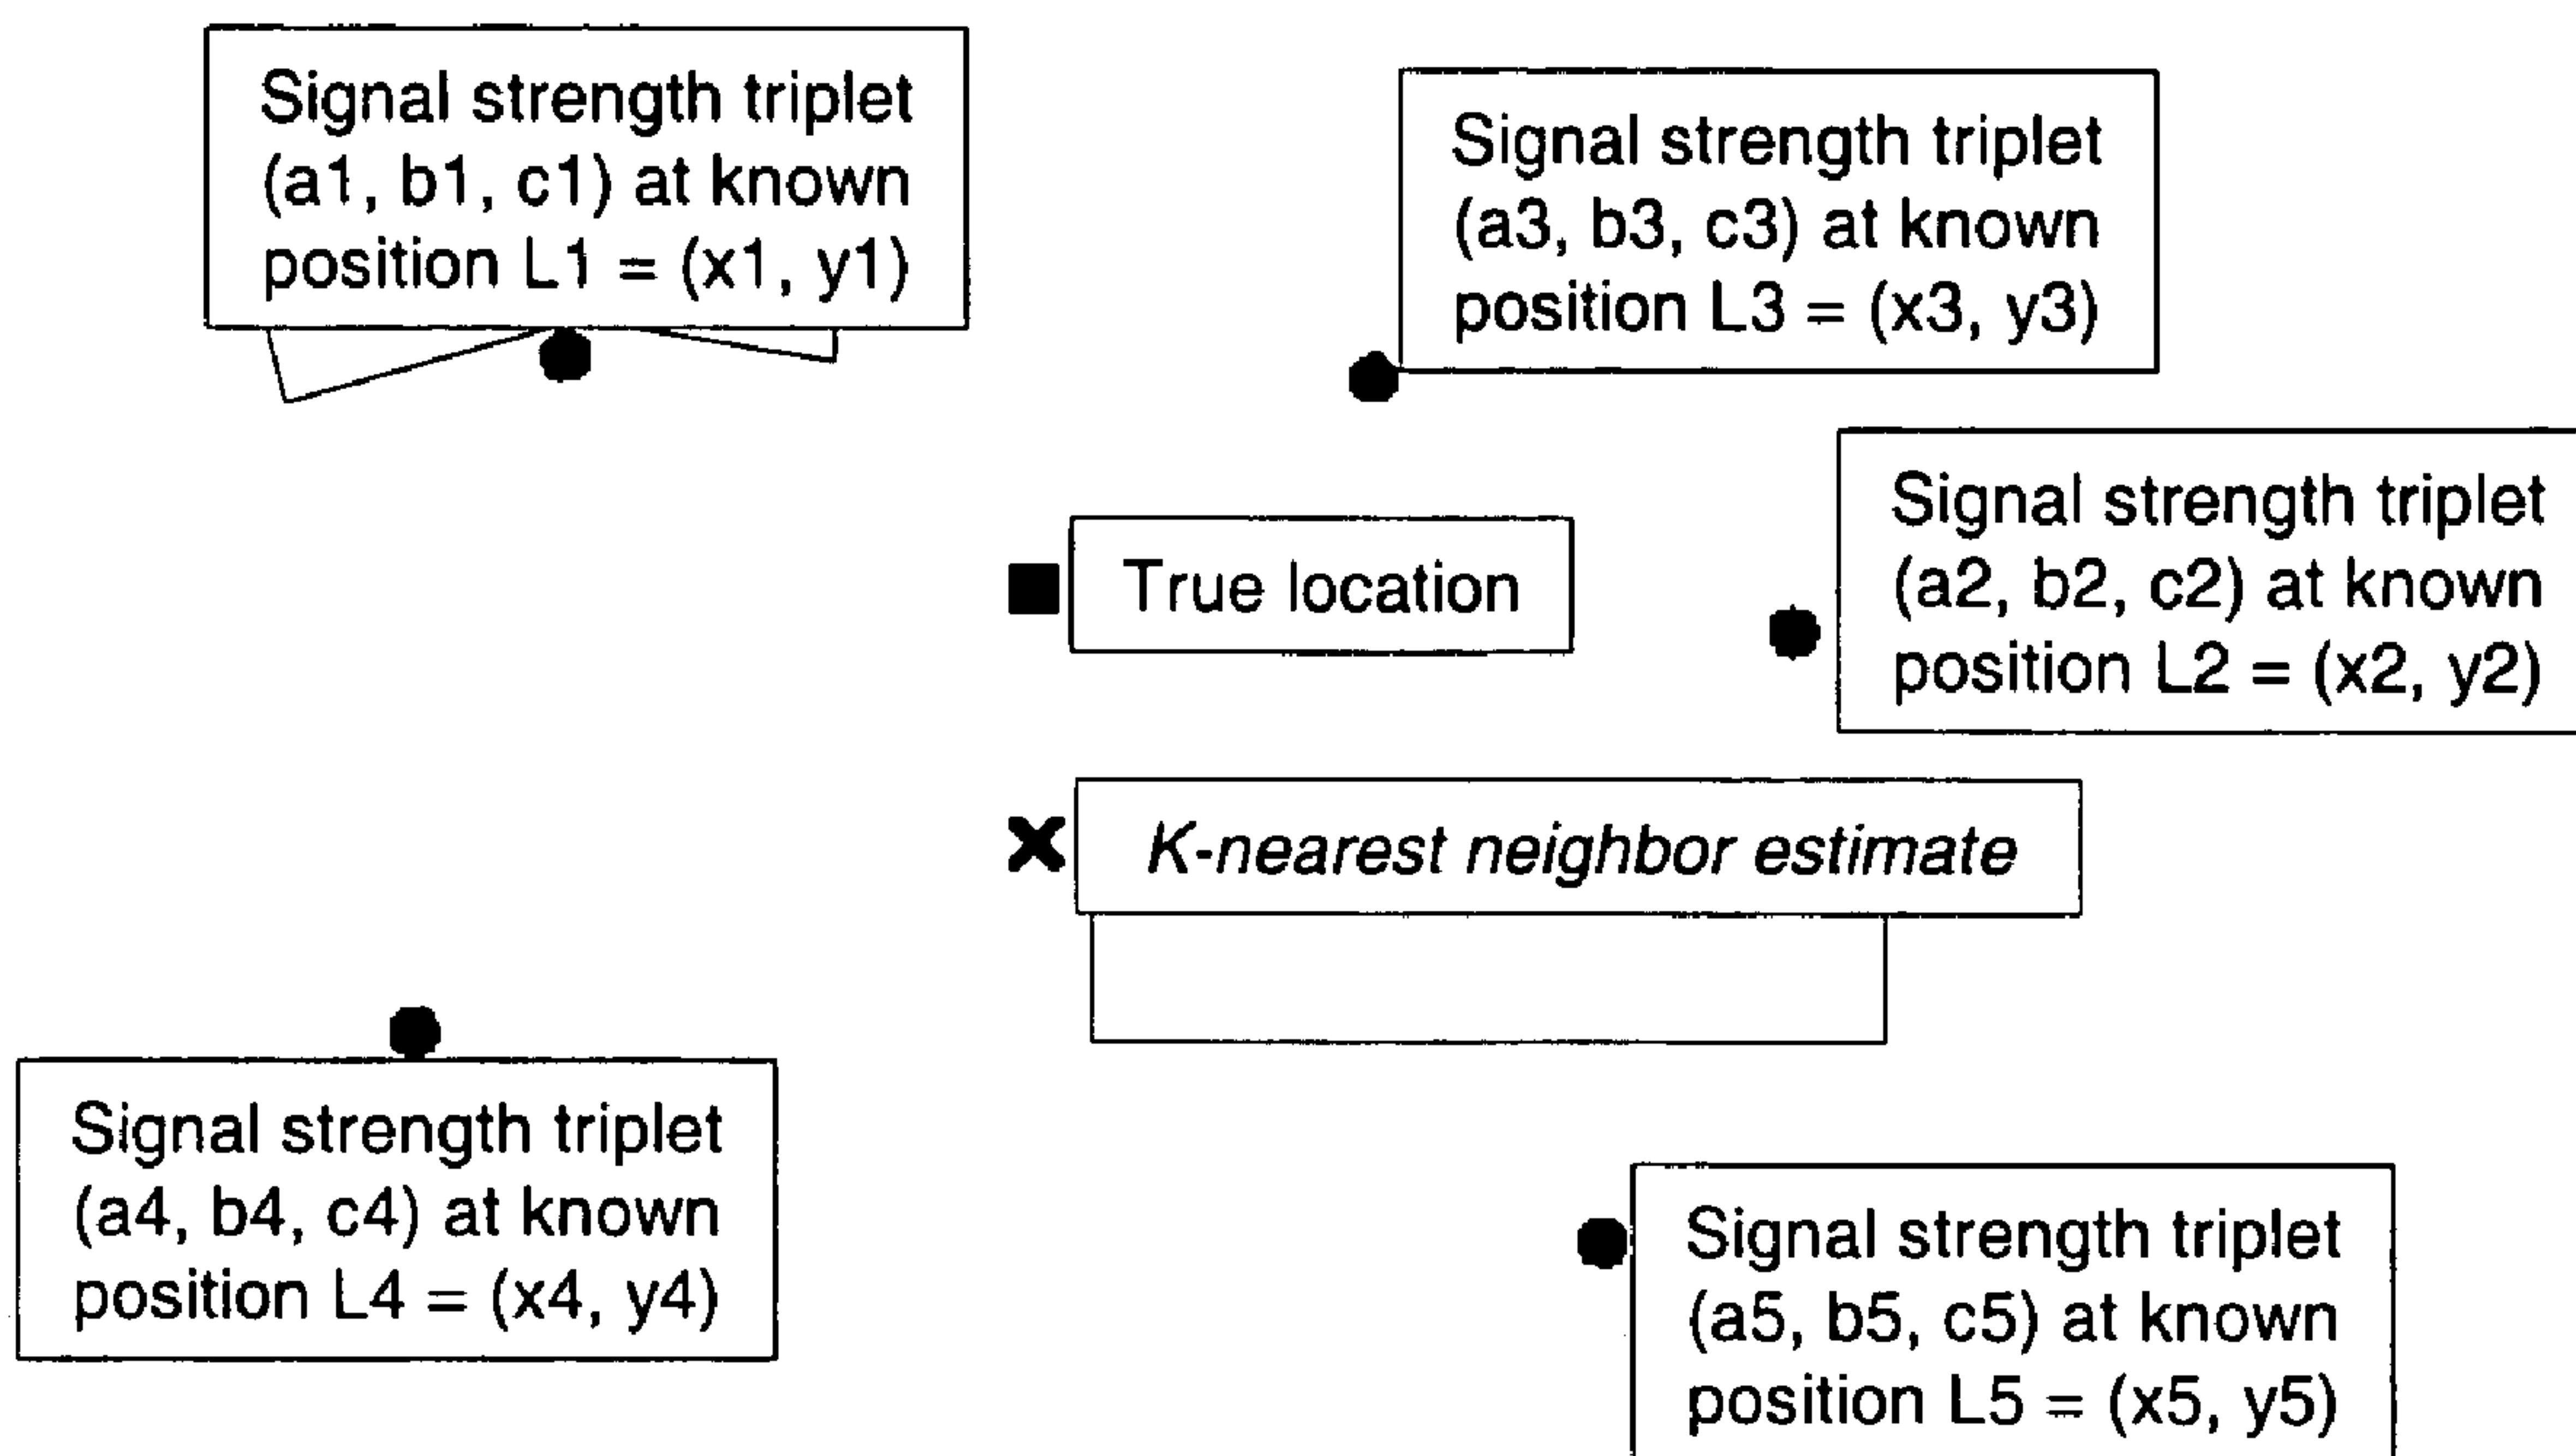 Signal strength triplet
(a1, b1, c1) at known
position L1 = (x1, y1)
Signal strength triplet
(a3, b3, c3) at known
position L3 = (x3, y3)
Signal strength triplet
(a2, b2, c2) at known
position L2 = (x2, y2)
True location
K-nearest neighbor estimate
Signal strength triplet
(a4, b4, c4) at known
position L4 = (x4, y4)
Signal strength triplet
(a5, b5, c5) at known
position L5 = (x5, y5)